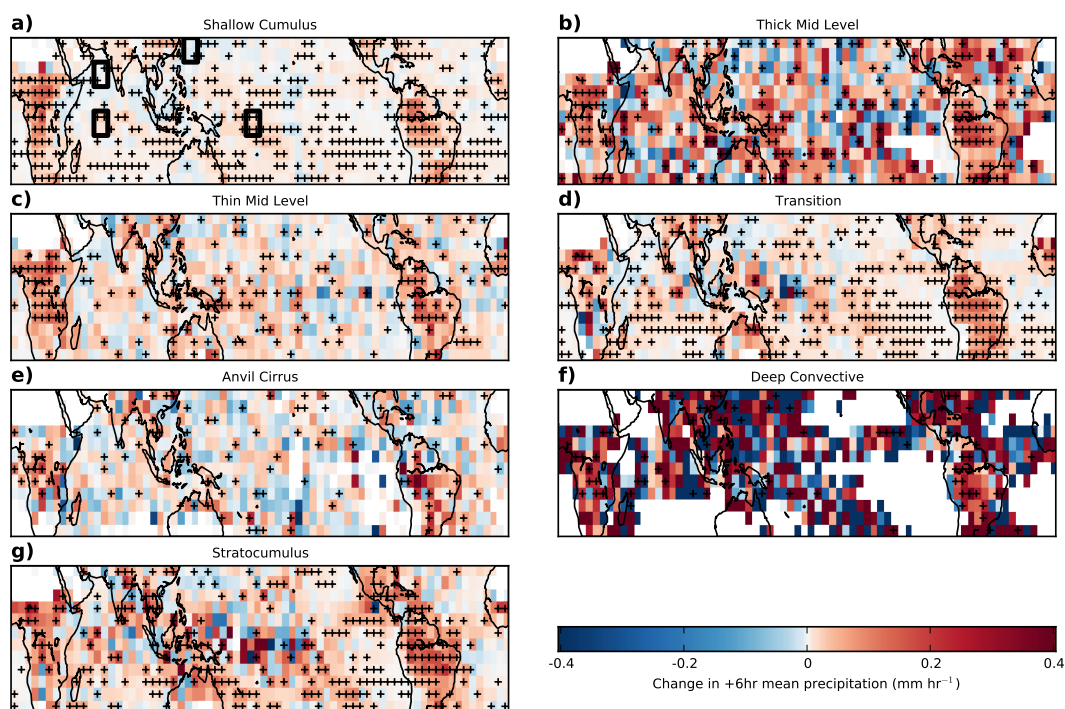 a)
Shallow Cumulus
b)
Thick Mid Level
c)
Thin Mid Level
d)
Transition
e)
Anvil Cirrus
f)
Deep Convective
g)
Stratocumulus
-0.4 -0.2 0 0.2 0.4
Change in +6hr mean precipitation (mm hr⁻¹)